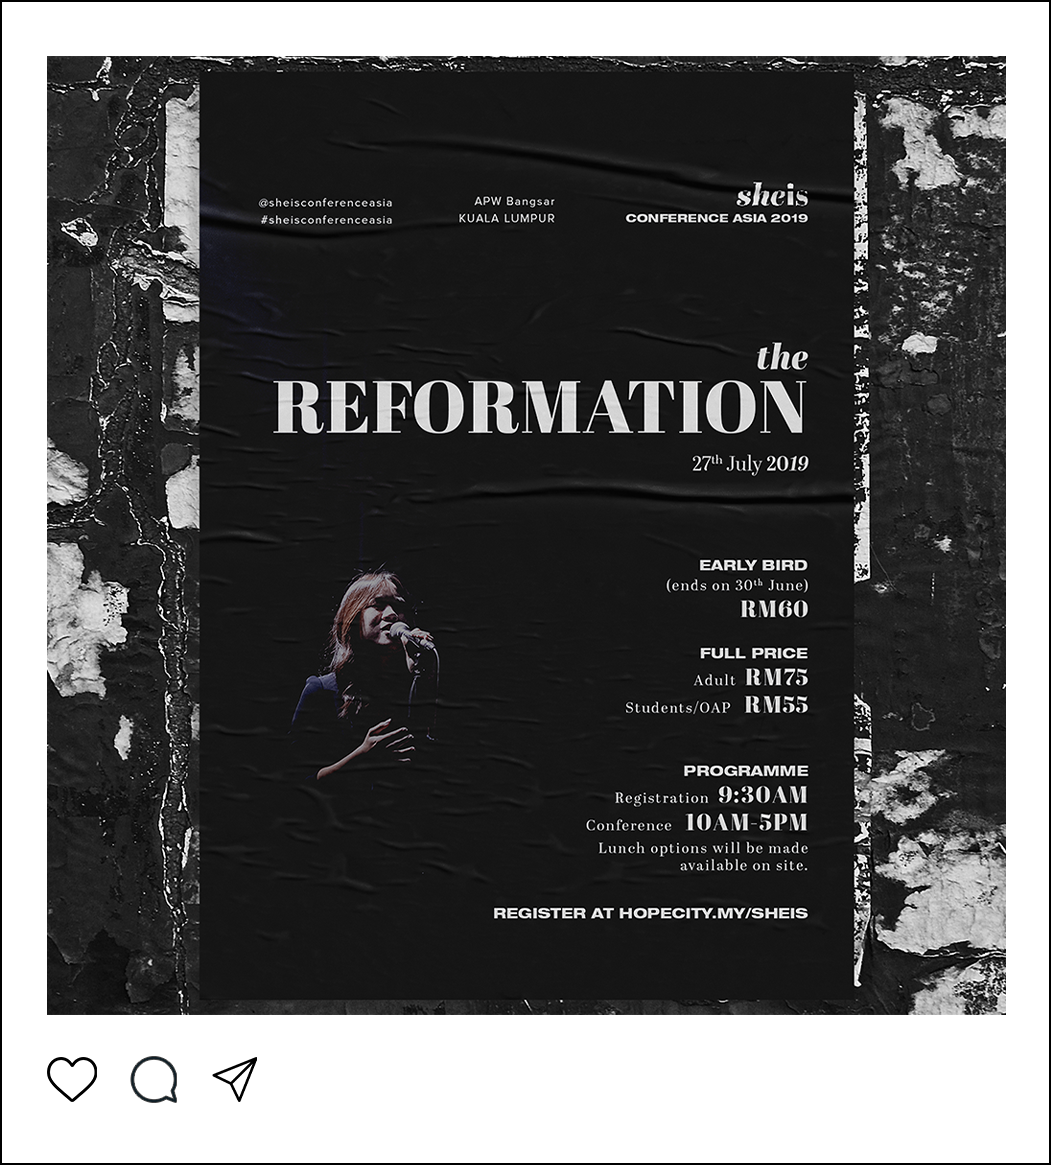 @sheisconferenceasia
#sheisconferenceasia
APW Bangsar
KUALA LUMPUR
sheis
CONFERENCE ASIA 2019
the
REFORMATION
27th July 2019
EARLY BIRD
(ends on 30th June)
RM60
FULL PRICE
Adult RM75
Students/OAP RM55
PROGRAMME
Registration 9:30AM
Conference 10AM-5PM
Lunch options will be made
available on site.
REGISTER AT HOPECITY.MY/SHEIS